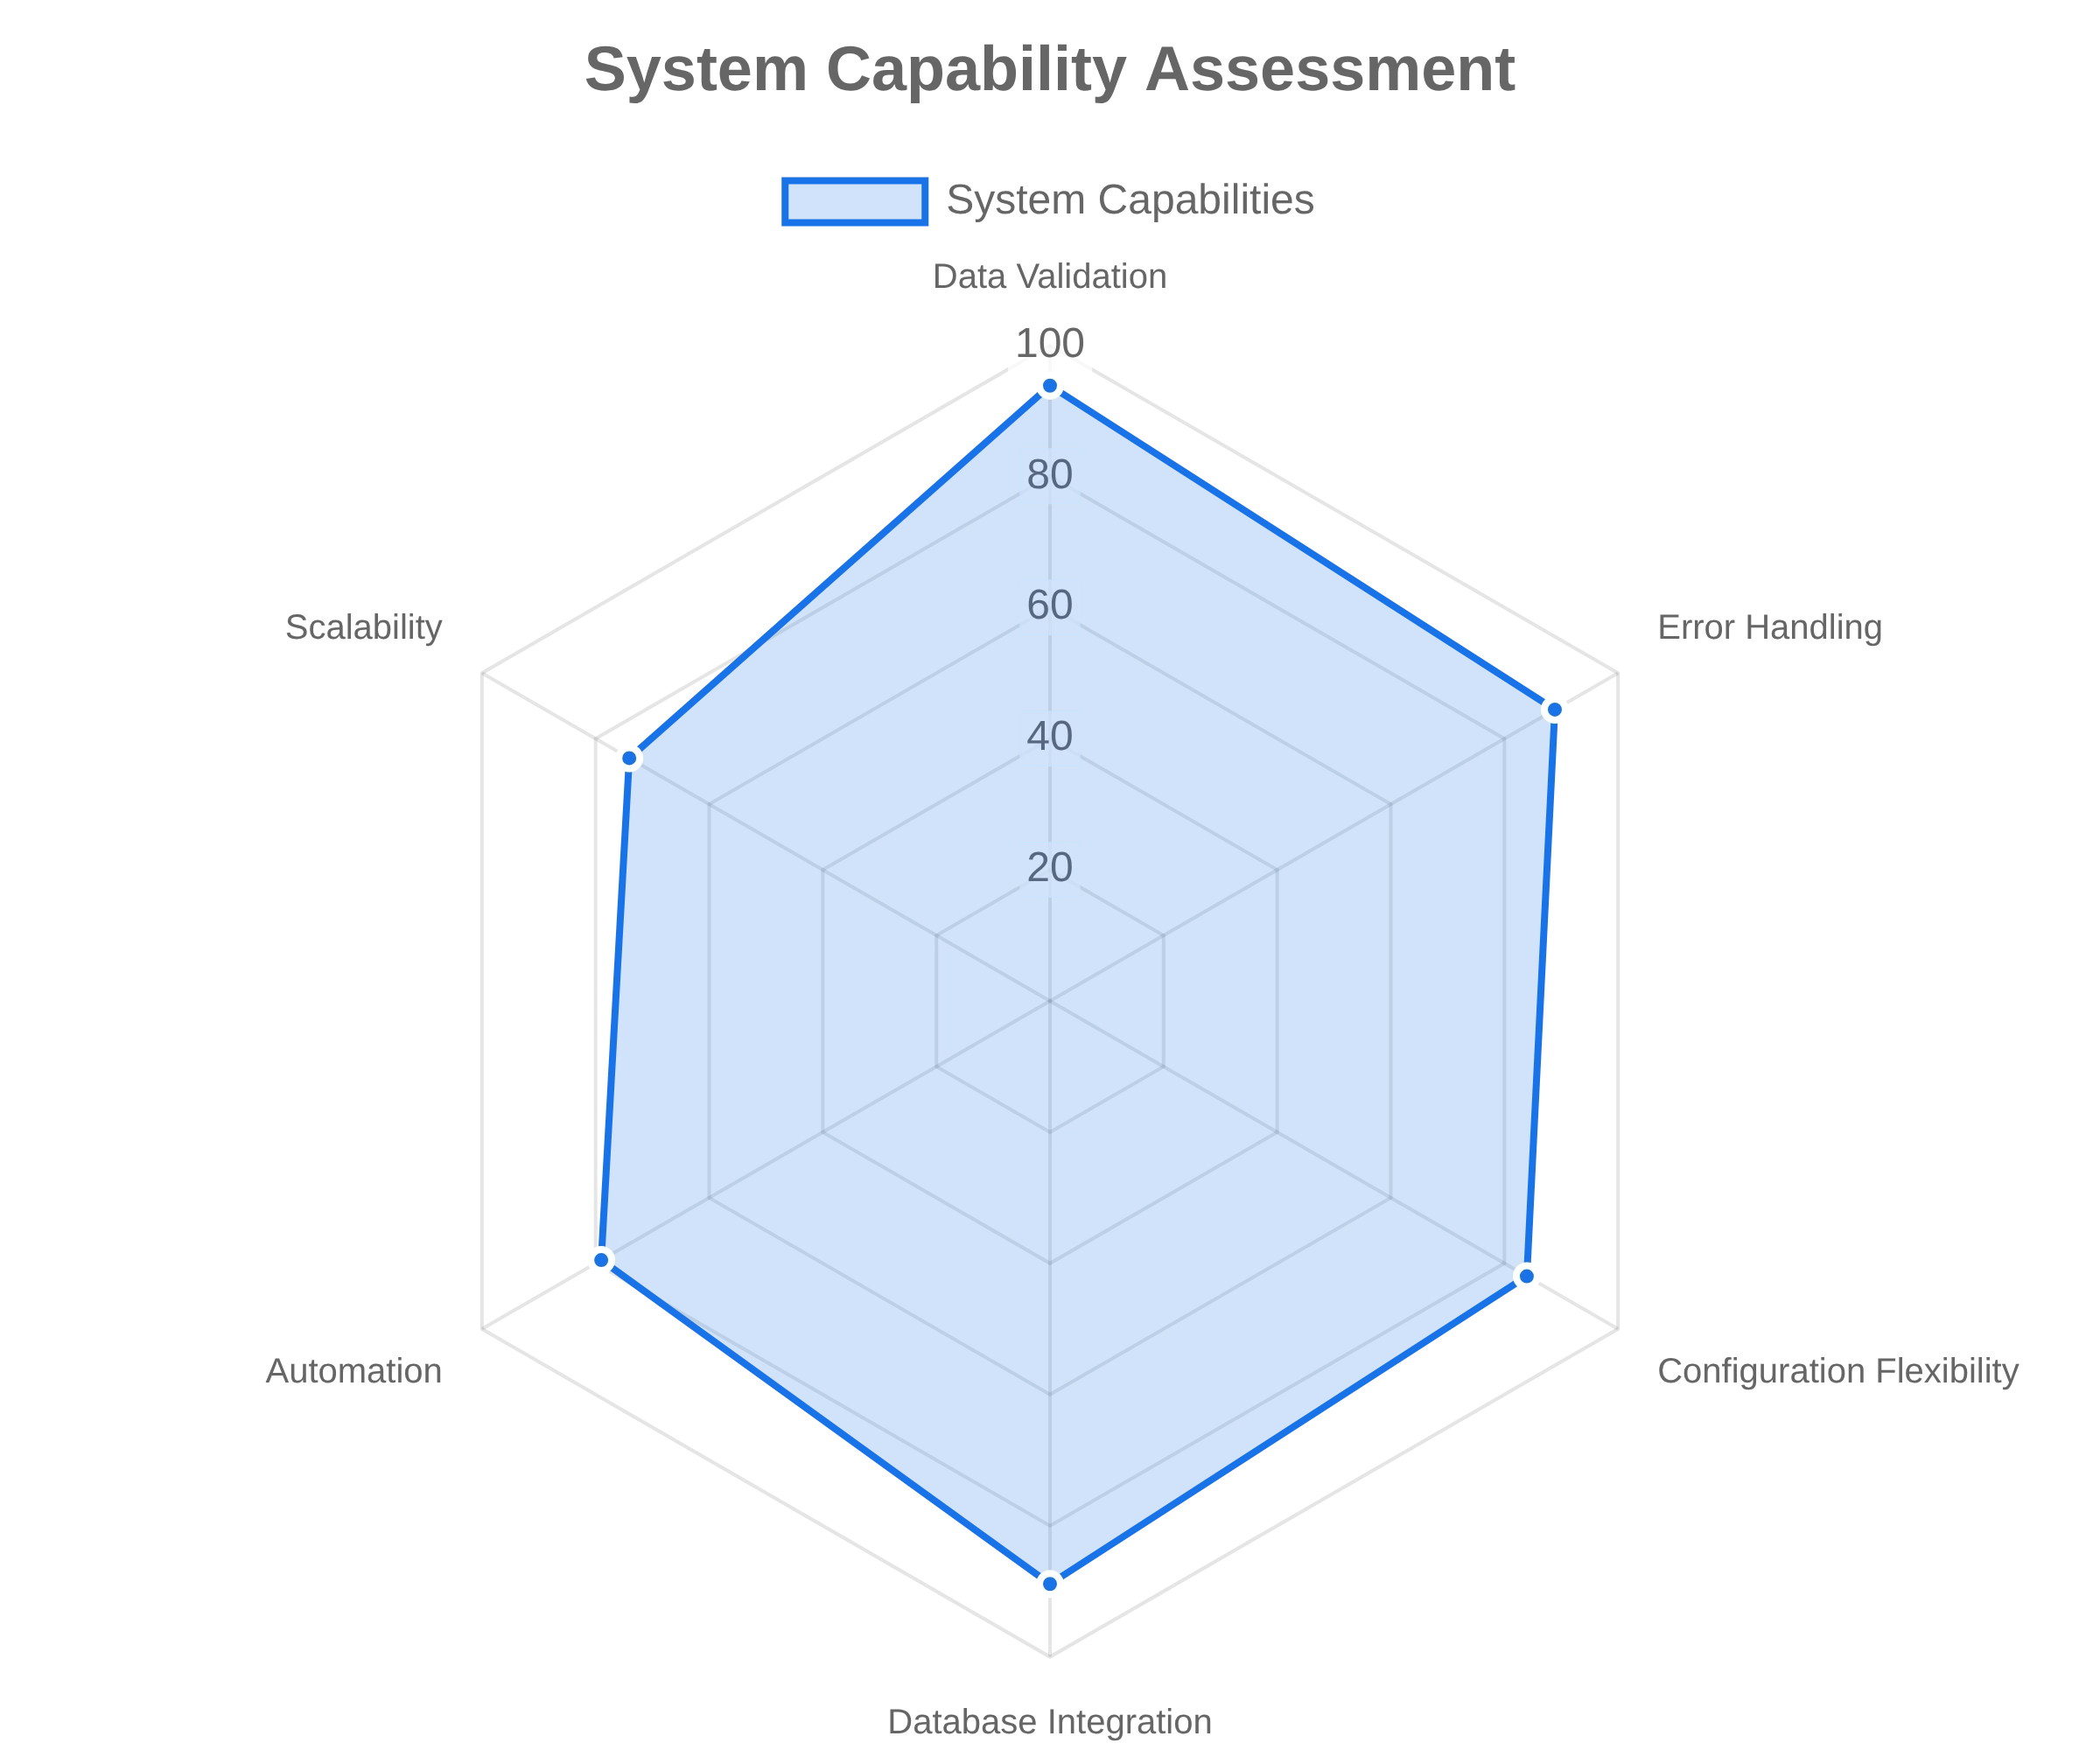 System Capability Assessment
System Capabilities
Data Validation
100
80
60
40
20
Scalability
Error Handling
Automation
Configuration Flexibility
Database Integration